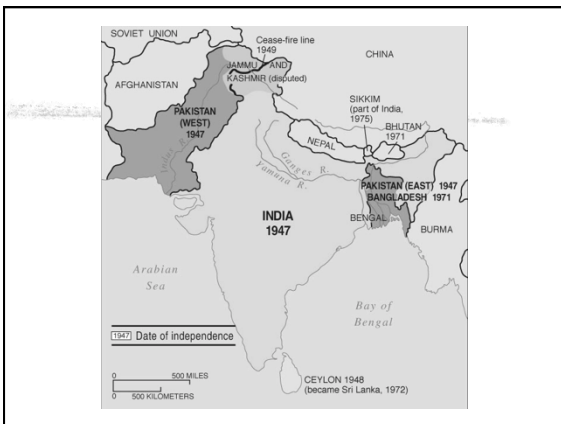 SOVIET UNION
Cease-fire line
1949
CHINA
JAMMU AND
KASHMIR (disputed)
AFGHANISTAN
PAKISTAN
(WEST)
1947
SIKKIM
(part of India,
1975)
BHUTAN
1971
NEPAL
Indus R.
Ganges R.
Yamuna R.
PAKISTAN (EAST) 1947
BANGLADESH 1971
BENGAL
BURMA
INDIA
1947
Arabian
Sea
Bay of
Bengal
1947 Date of independence
0 500 MILES
0 500 KILOMETERS
CEYLON 1948
(became Sri Lanka, 1972)